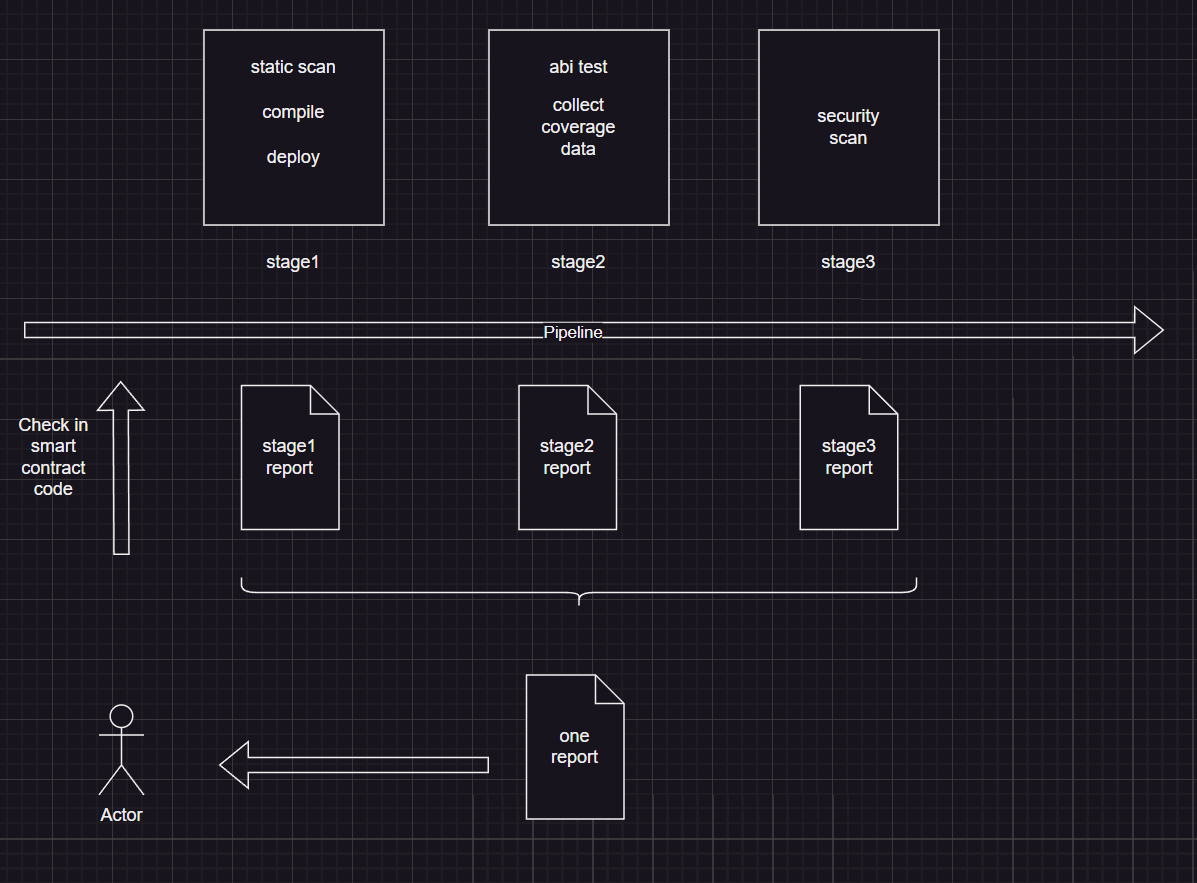 static scan
compile
deploy
abi test
collect
coverage
data
security
scan
stage1
stage2
stage3
Pipeline
Check in
smart
contract
code
stage1
report
stage2
report
stage3
report
one
report
Actor